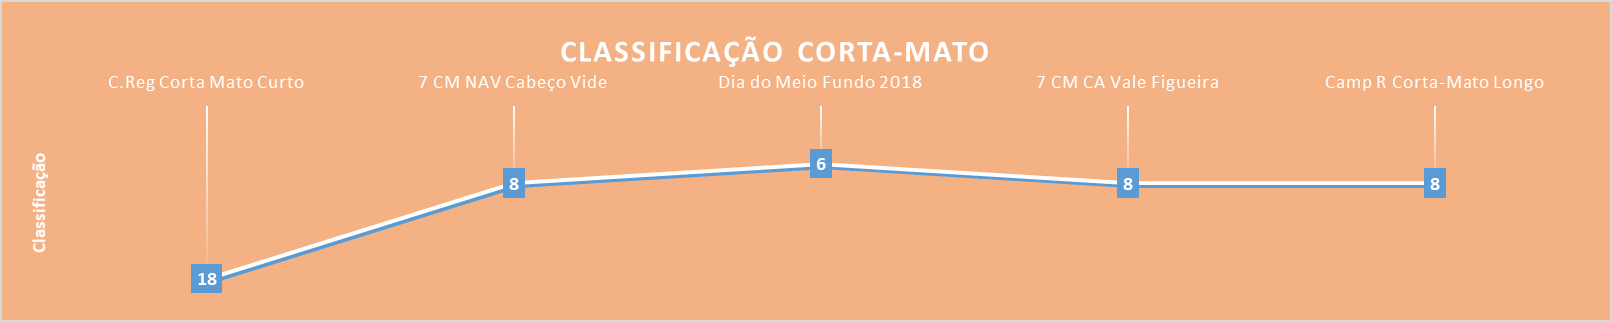 CLASSIFICAÇÃO CORTA-MATO
C.Reg Corta Mato Curto
7 CM NAV Cabeço Vide
Dia do Meio Fundo 2018
7 CM CA Vale Figueira
Camp R Corta-Mato Longo
Classificação
18
8
6
8
8